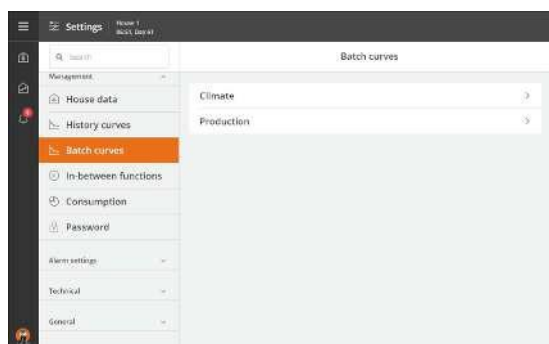 Settings
House 1
Search
Batch curves
Management
House data
History curves
Batch curves
In-between functions
Consumption
Password
Alarm settings
Technical
General
Climate
Production